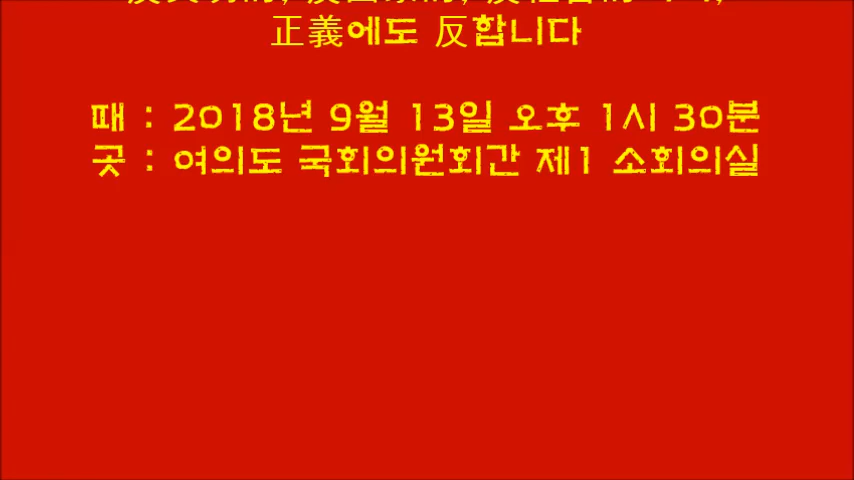 正義에도 反합니다
때 : 2018년 9월 13일 오후 1시 30분
곳 : 여의도 국회의원회간 제1 소회의실